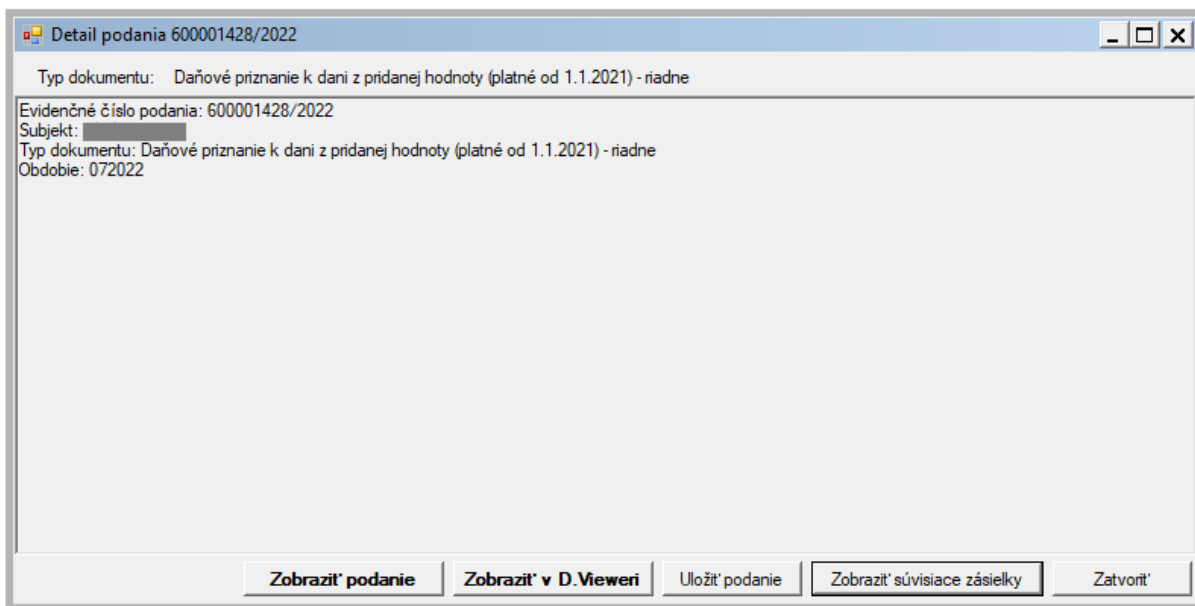 Detail podania 600001428/2022
Typ dokumentu: Daňové priznanie k dani z pridanej hodnoty (platné od 1.1.2021) - riadne
Evidenčné číslo podania: 600001428/2022
Subjekt:
Typ dokumentu: Daňové priznanie k dani z pridanej hodnoty (platné od 1.1.2021) - riadne
Obdobie: 072022
Zobraziť podanie Zobraziť v D.Vieweri Uložiť podanie Zobraziť súvisiace zásielky Zatvoriť